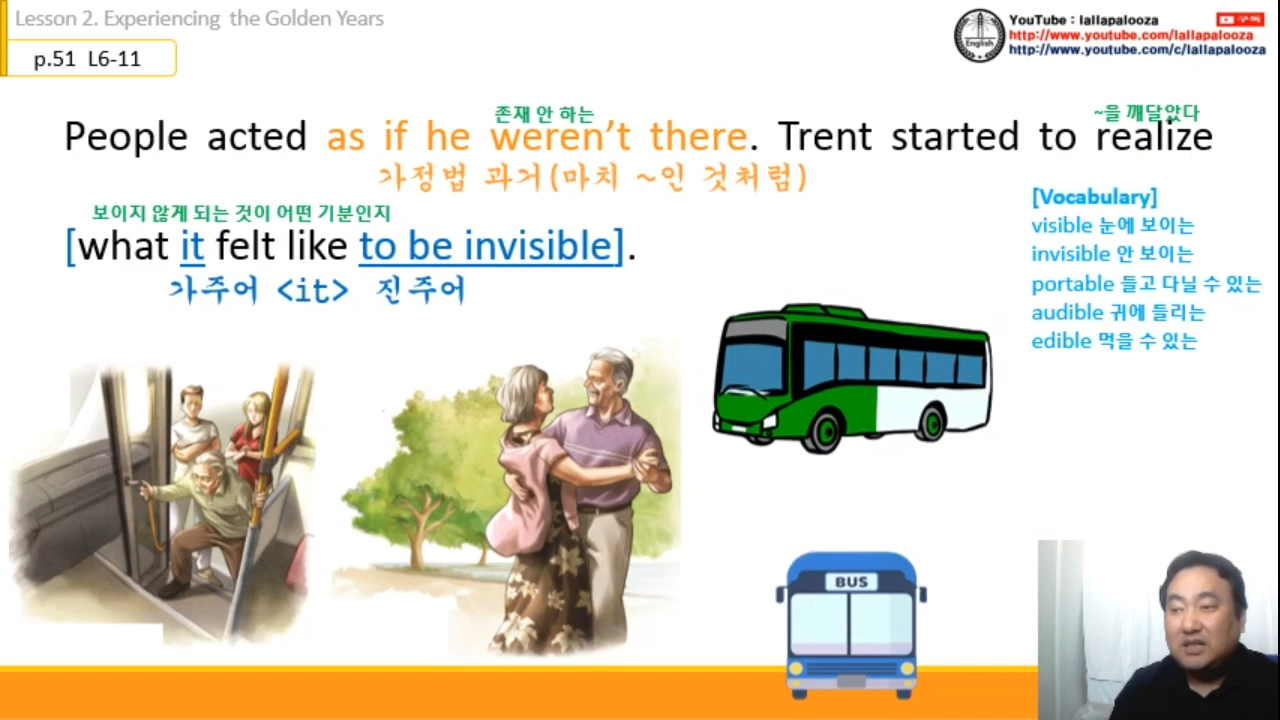 Lesson 2. Experiencing the Golden Years
YouTube : lallapalooza
구독
http://www.youtube.com/lallapalooza
http://www.youtube.com/c/lallapalooza
English
p.51 L6-11
존재 안 하는
~을 깨달았다
People acted as if he weren't there. Trent started to realize
가정법 과거(마치 ~인 것처럼)
보이지 않게 되는 것이 어떤 기분인지
[what it felt like to be invisible].
가주어 <it> 진주어
[Vocabulary]
visible 눈에 보이는
invisible 안 보이는
portable 들고 다닐 수 있는
audible 귀에 들리는
edible 먹을 수 있는
BUS